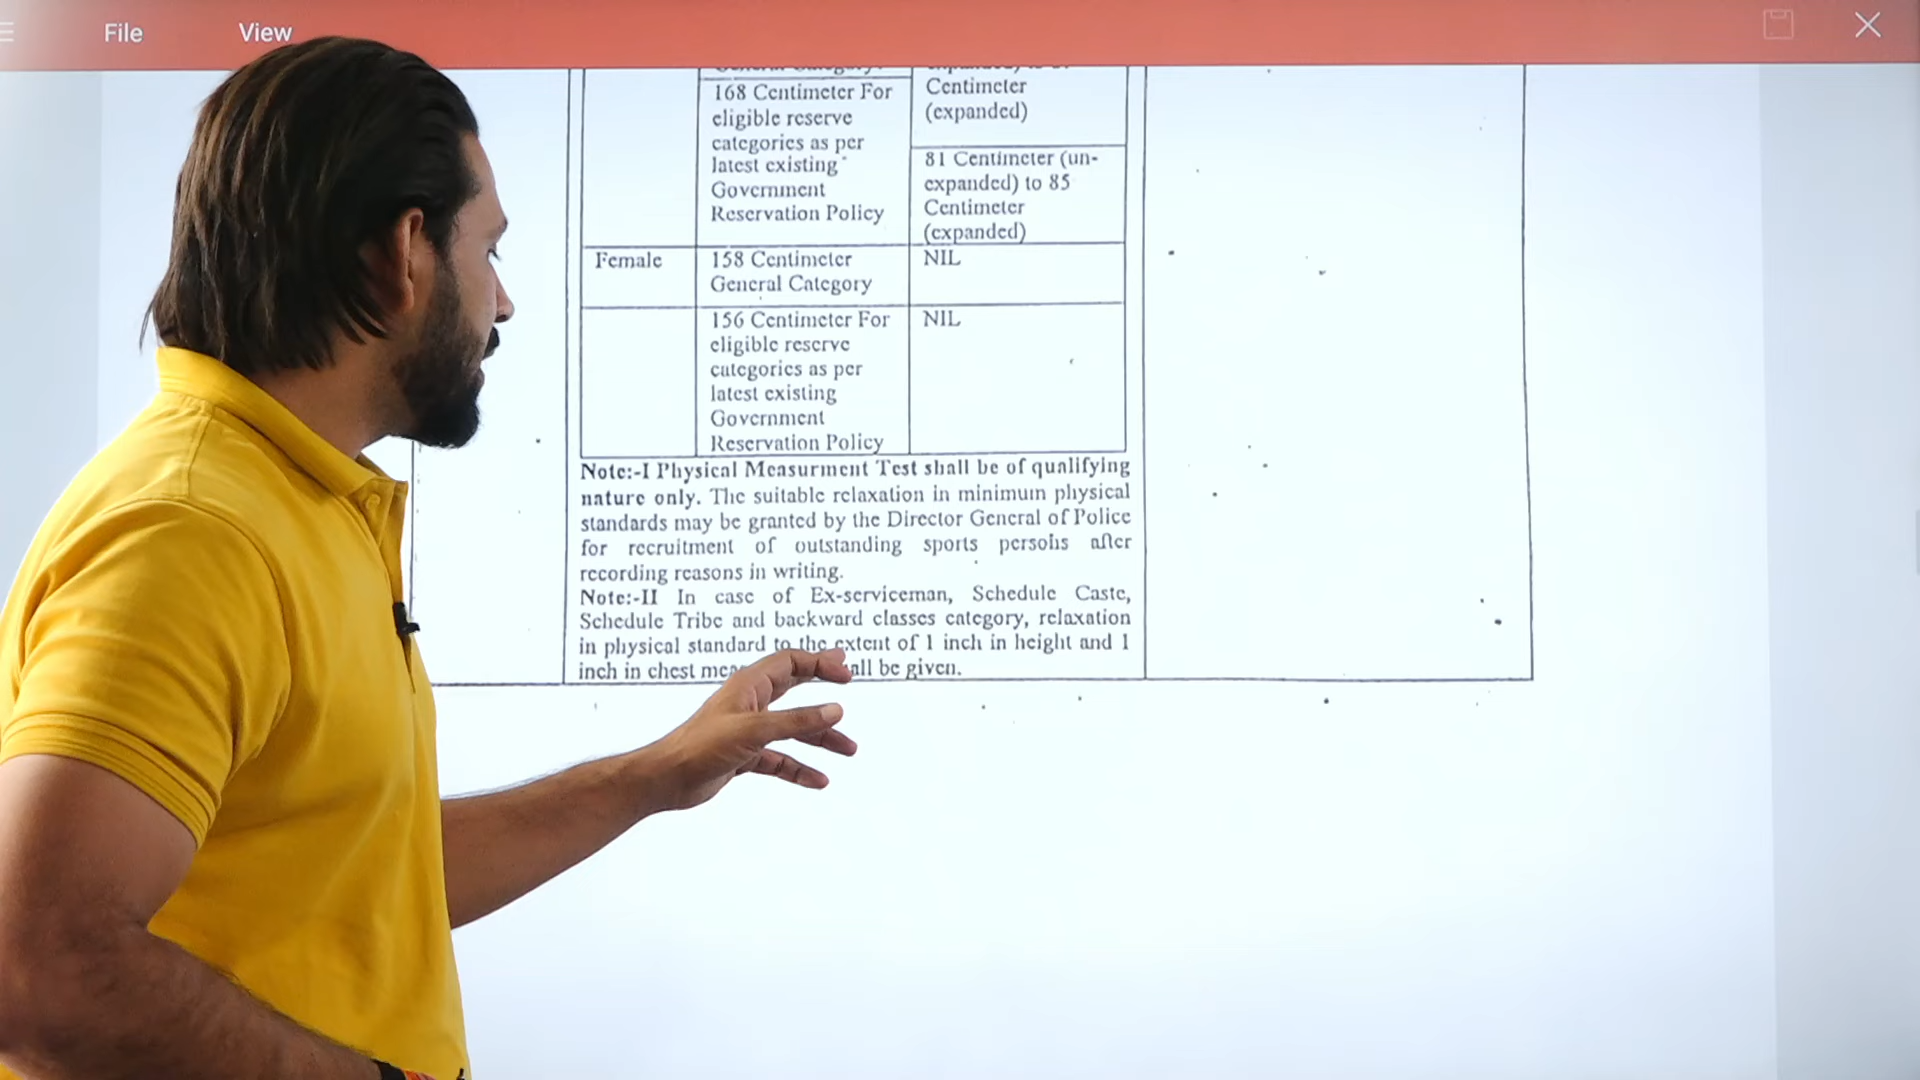 File View
168 Centimeter For
eligible reserve
categories as per
latest existing
Government
Reservation Policy
Centimeter
(expanded)
81 Centimeter (un-
expanded) to 85
Centimeter
(expanded)
Female
158 Centimeter
General Category
NIL
156 Centimeter For
eligible reserve
categories as per
latest existing
Government
Reservation Policy
NIL
Note:-I Physical Measurment Test shall be of qualifying
nature only. The suitable relaxation in minimum physical
standards may be granted by the Director General of Police
for recruitment of outstanding sports persons after
recording reasons in writing.
Note:-II In case of Ex-serviceman, Schedule Caste,
Schedule Tribe and backward classes category, relaxation
in physical standard to the extent of 1 inch in height and 1
inch in chest be given.